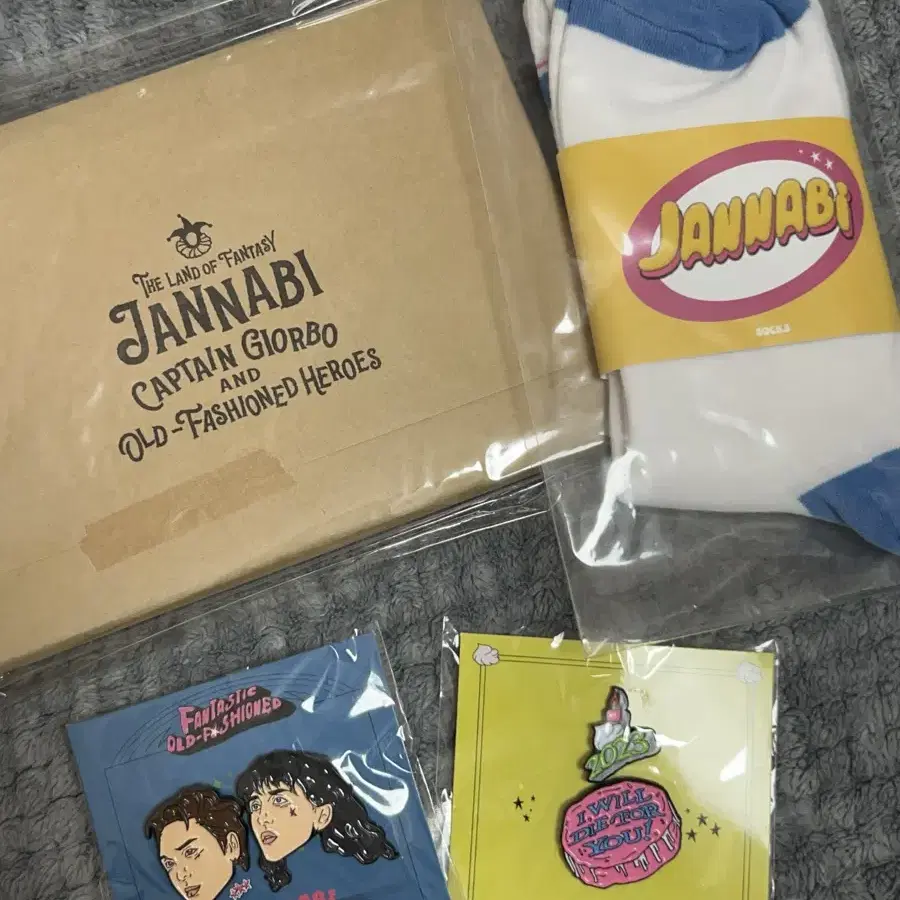 THE LAND OF FANTASY
JANNABI
CAPTAIN GIORBO
AND
OLD-FASHIONED HEROES
JANNABI
SOCKS
FANTASTIC
OLD-FASHIONED
2023
I WILL
DIE FOR
YOU!